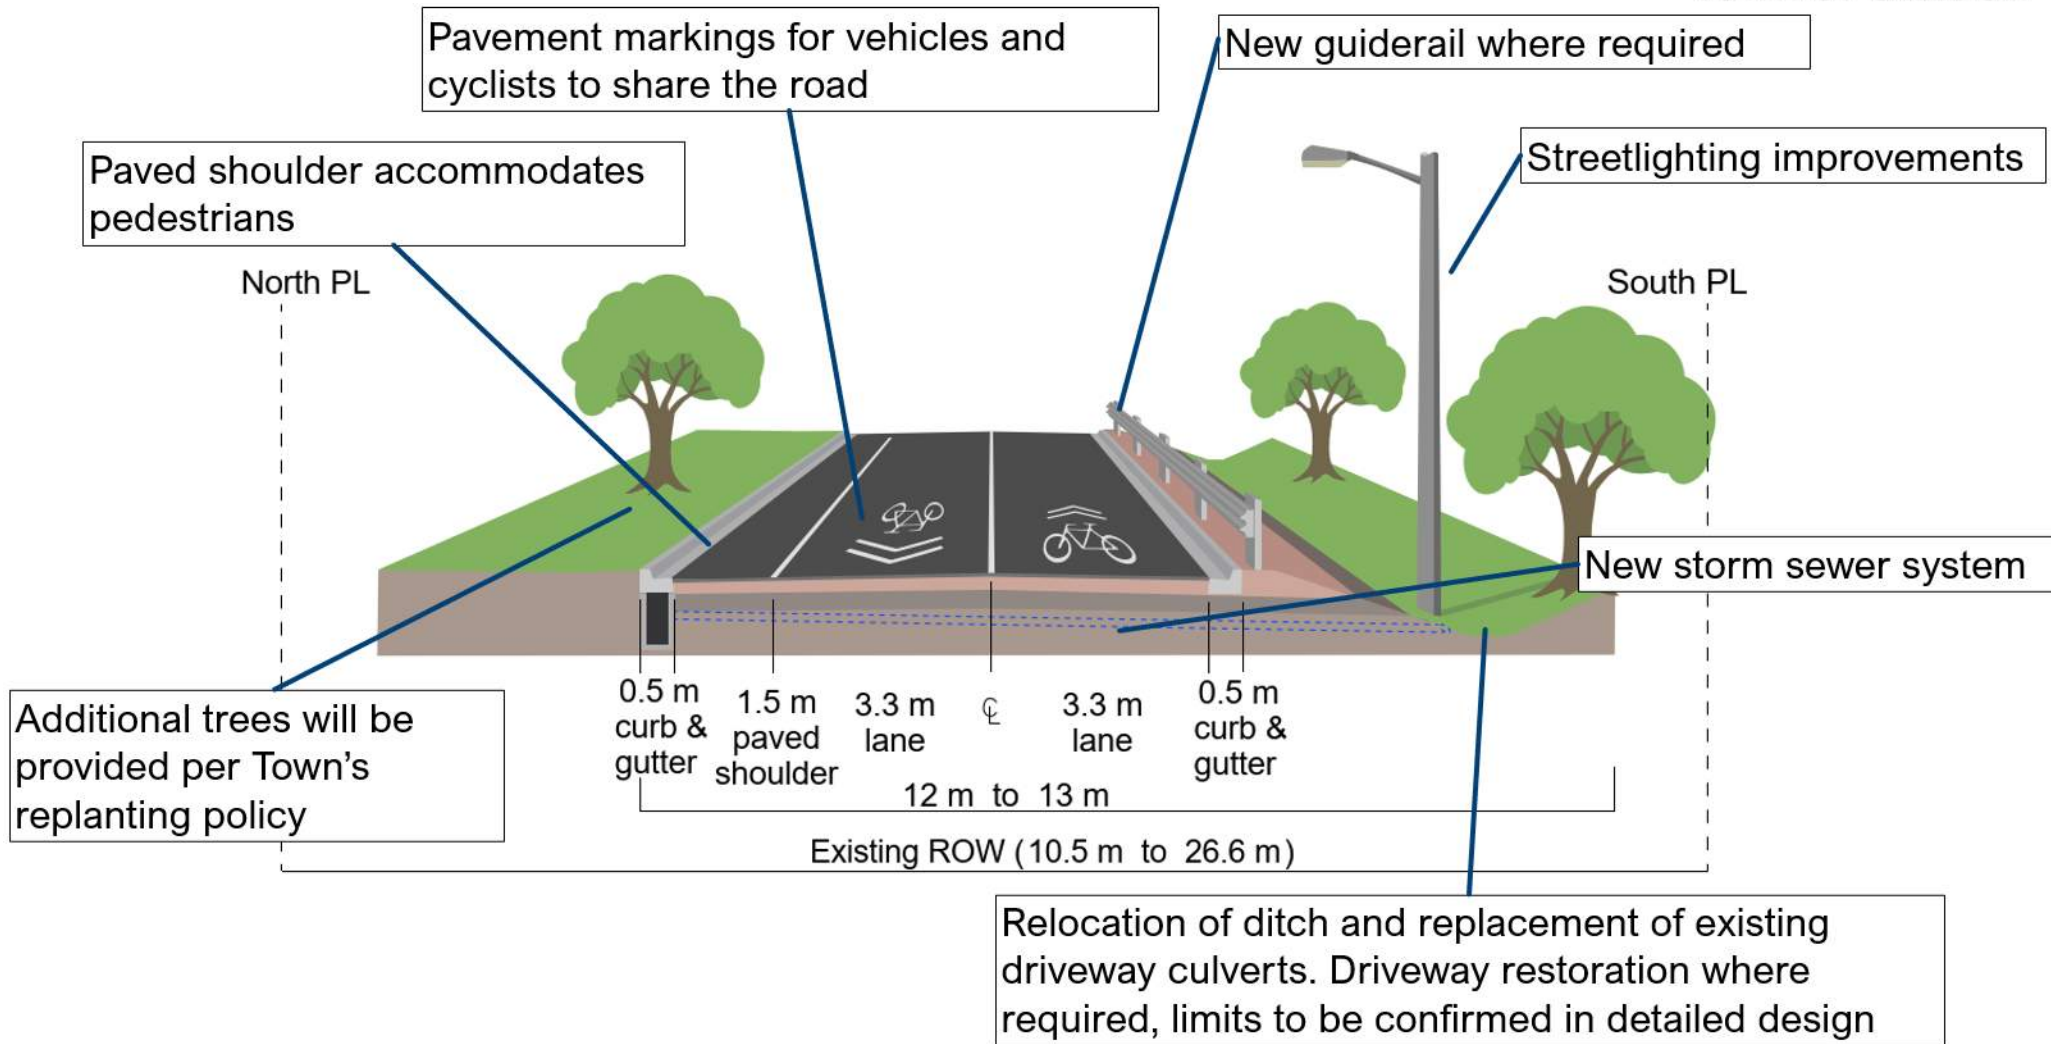 Pavement markings for vehicles and
cyclists to share the road
New guiderail where required
Paved shoulder accommodates
pedestrians
Streetlighting improvements
North PL
South PL
New storm sewer system
Additional trees will be
provided per Town's
replanting policy
0.5 m
curb &
gutter
1.5 m
paved
shoulder
3.3 m
lane
℄
3.3 m
lane
0.5 m
curb &
gutter
12 m to 13 m
Existing ROW (10.5 m to 26.6 m)
Relocation of ditch and replacement of existing
driveway culverts. Driveway restoration where
required, limits to be confirmed in detailed design